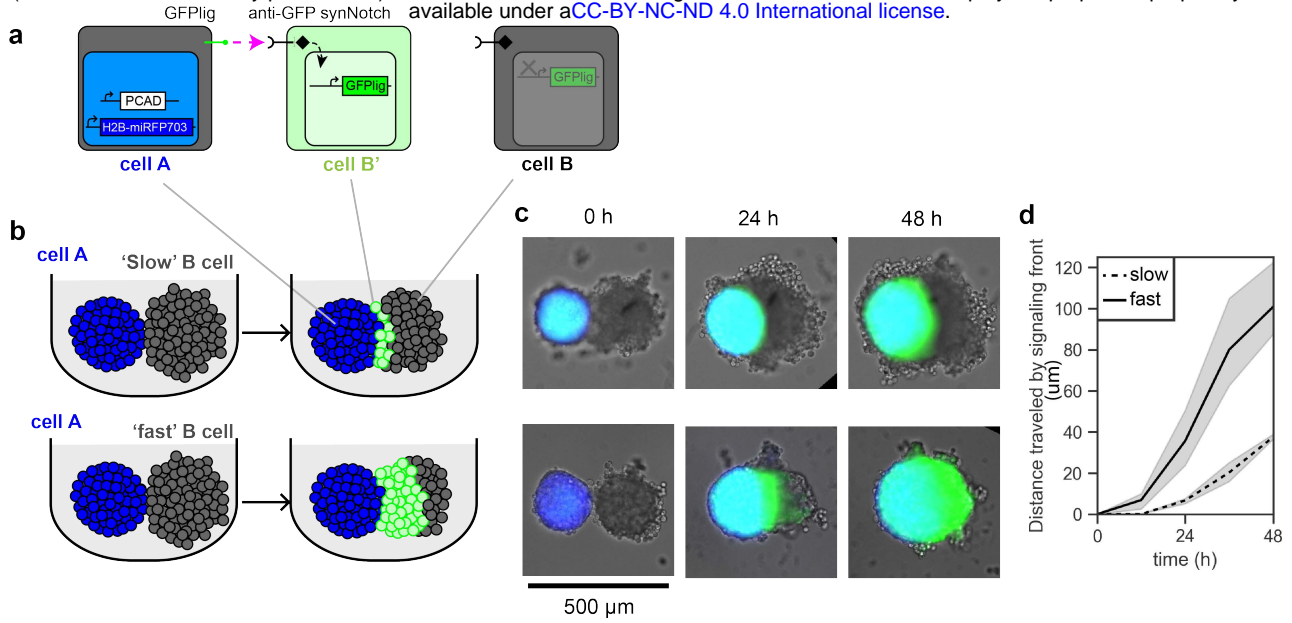 available under aCC-BY-NC-ND 4.0 International license.
a
GFPlig
anti-GFP synNotch
PCAD
H2B-miRFP703
GFPlig
GFPlig
cell A
cell B’
cell B
b
cell A
‘Slow’ B cell
cell A
‘fast’ B cell
c
0 h
24 h
48 h
500 µm
d
Distance traveled by signaling front
(um)
120
100
80
60
40
20
0
slow
fast
0
24
48
time (h)